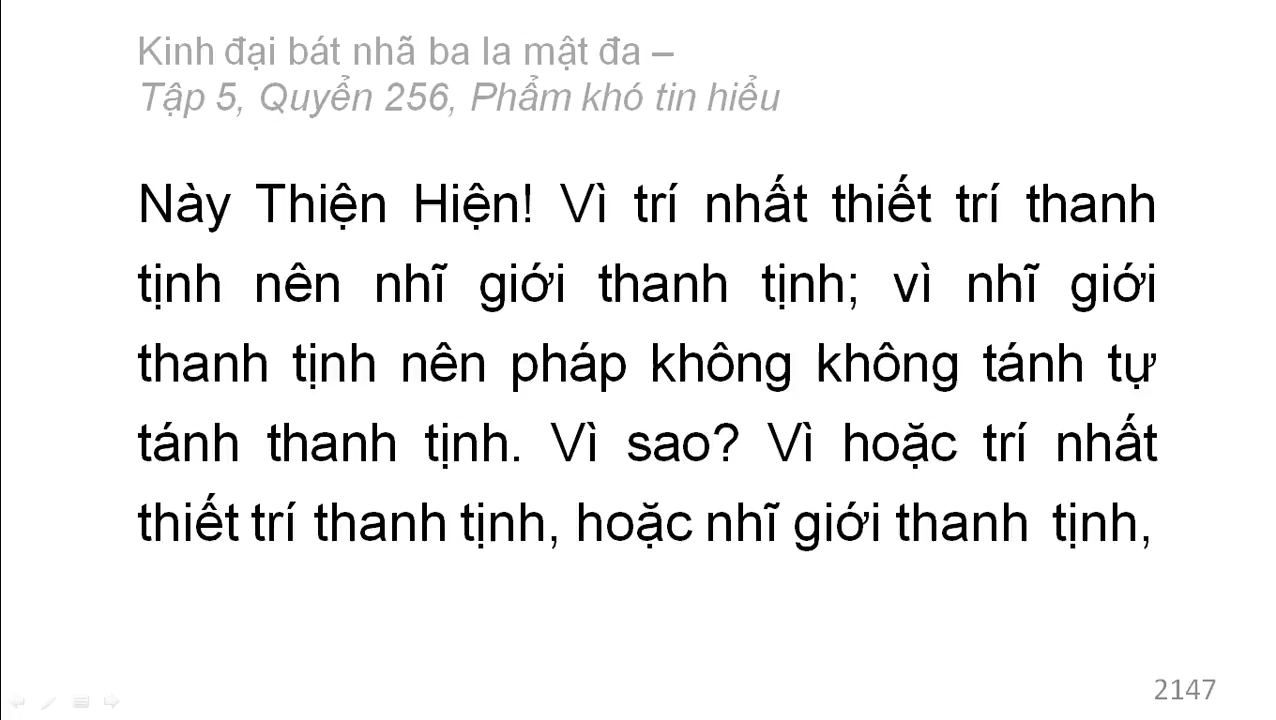 Kinh đại bát nhã ba la mật đa –
Tập 5, Quyển 256, Phẩm khó tin hiểu
Này Thiện Hiện! Vì trí nhất thiết trí thanh
tịnh nên nhĩ giới thanh tịnh; vì nhĩ giới
thanh tịnh nên pháp không không tánh tự
tánh thanh tịnh. Vì sao? Vì hoặc trí nhất
thiết trí thanh tịnh, hoặc nhĩ giới thanh tịnh,
2147